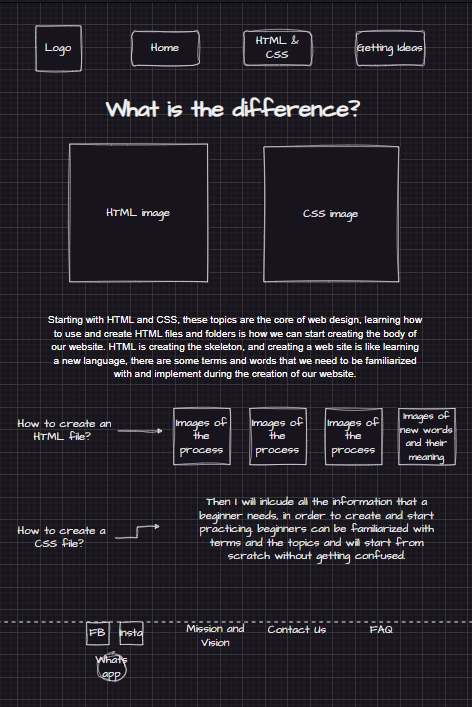 Logo
Home
HTML &
CSS
Getting Ideas
What is the difference?
HTML image
CSS image
Starting with HTML and CSS, these topics are the core of web design, learning how
to use and create HTML files and folders is how we can start creating the body of
our website. HTML is creating the skeleton, and creating a web site is like learning
a new language, there are some terms and words that we need to be familiarized
with and implement during the creation of our website.
How to create an
HTML file?
Images of
the
process
Images of
the
process
Images of
the
process
Images of
new words
and their
meaning
How to create a
CSS file?
Then I will inlcude all the information that a
beginner needs, in order to create and start
practicing. beginners can be familiarized with
terms and the topics and will start from
scratch without getting confused.
FB
Insta
Whats
app
Mission and
Vision
Contact Us
FAQ